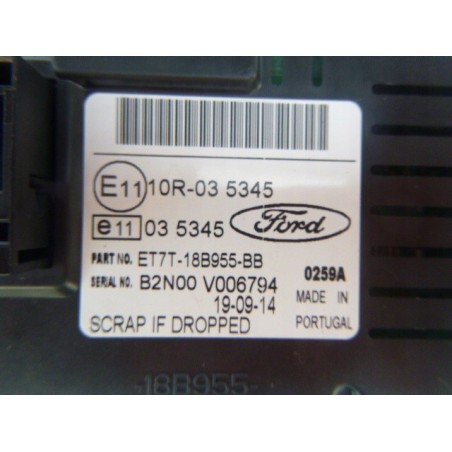 E11 10R-03 5345
e11 03 5345 Ford
PART NO. ET7T-18B955-BB 0259A
SERIAL NO. B2N00 V006794
19-09-14 MADE IN
SCRAP IF DROPPED PORTUGAL
-18B955-